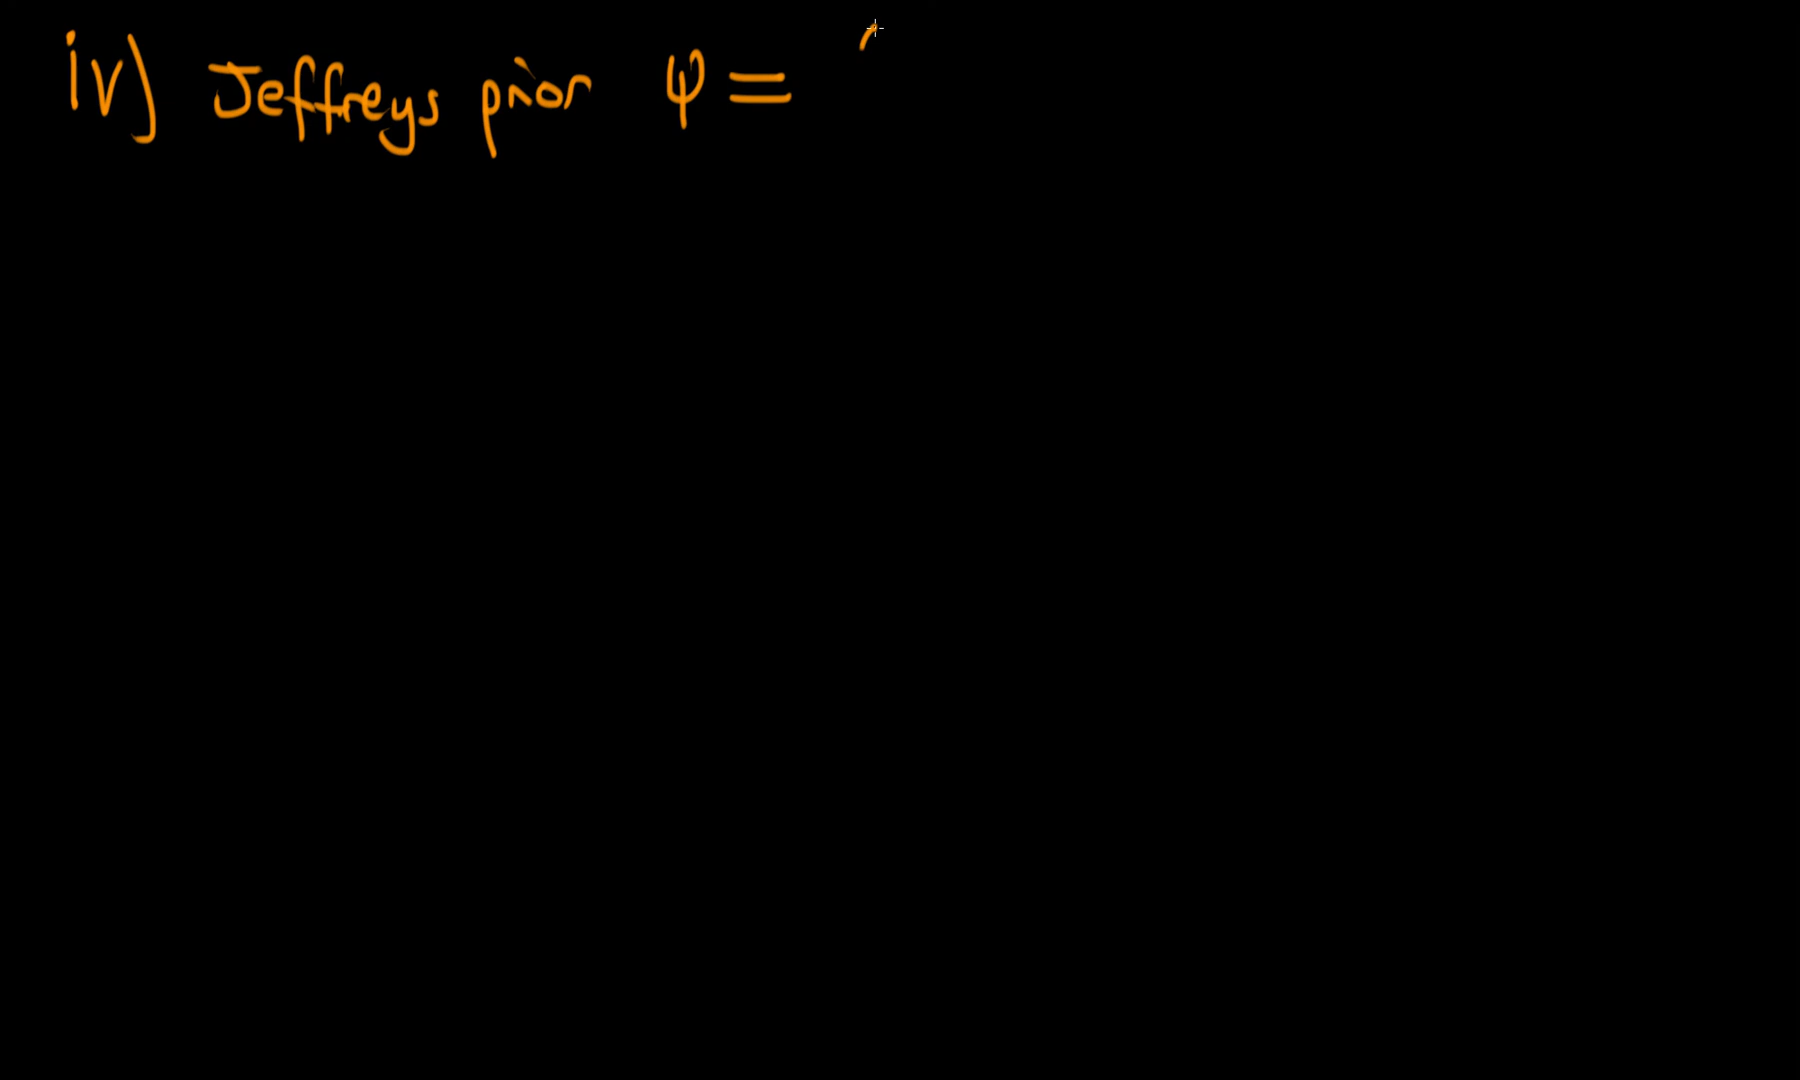 iv) Jeffreys prior ψ =